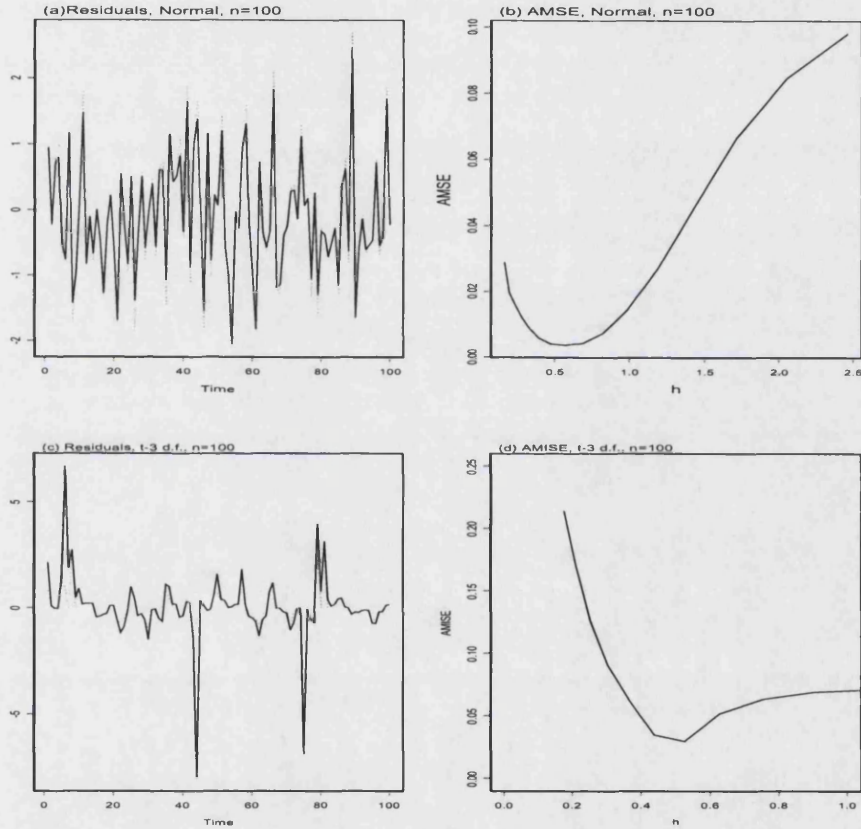 (a)Residuals, Normal, n=100
2
1
0
-1
-2
0 20 40 60 80 100
Time
(b) AMSE, Normal, n=100
AMSE
0.10
0.08
0.06
0.04
0.02
0.00
0.5 1.0 1.5 2.0 2.5
h
(c) Residuals, t-3 d.f., n=100
5
0
-5
0 20 40 60 80 100
Time
(d) AMISE, t-3 d.f., n=100
AMSE
0.25
0.20
0.15
0.10
0.05
0.00
0.0 0.2 0.4 0.6 0.8 1.0
h